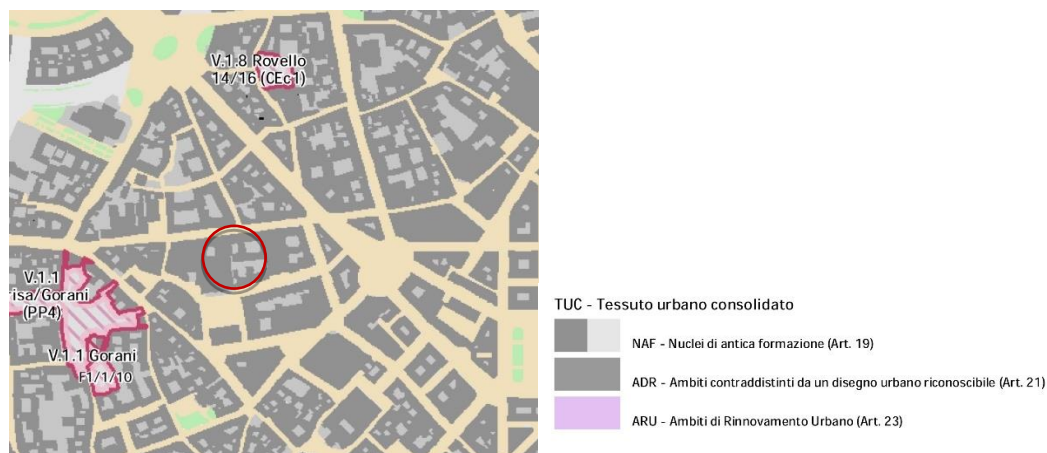 V.1.8 Rovello
14/16 (CEc1)
V.1.1
risa/Gorani
(PP4)
V.1.1 Gorani
F1/1/10
TUC - Tessuto urbano consolidato
NAF - Nuclei di antica formazione (Art. 19)
ADR - Ambiti contraddistinti da un disegno urbano riconoscibile (Art. 21)
ARU - Ambiti di Rinnovamento Urbano (Art. 23)